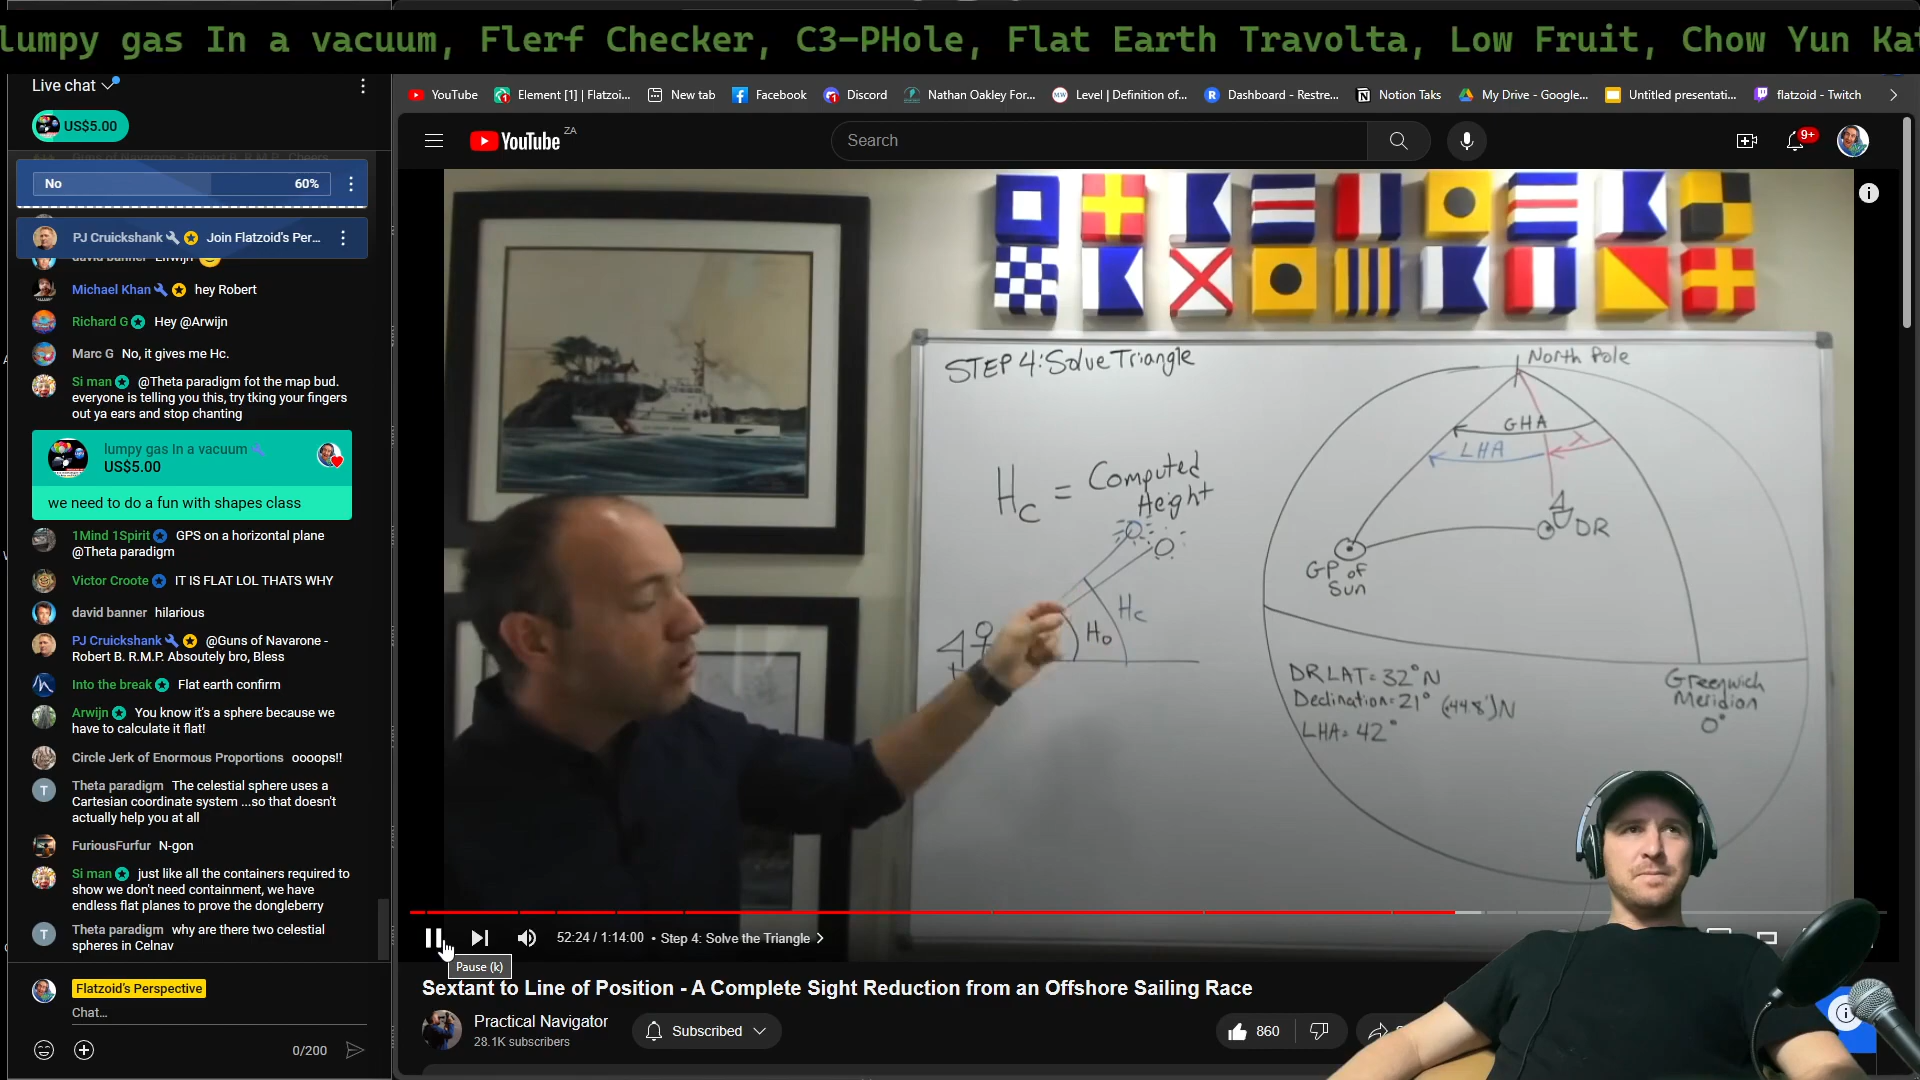 lumpy gas In a vacuum, Flerf Checker, C3-PHole, Flat Earth Travolta, Low Fruit, Chow Yun Kat
Live chat
US$5.00
No
60%
PJ Cruickshank Join Flatzoid's Per...
Michael Khan hey Robert
Richard G Hey @Arwijn
Marc G No, it gives me Hc.
Si man @Theta paradigm fot the map bud.
everyone is telling you this, try tking your fingers
out ya ears and stop chanting
lumpy gas In a vacuum
US$5.00
we need to do a fun with shapes class
1Mind 1Spirit GPS on a horizontal plane
@Theta paradigm
Victor Croote IT IS FLAT LOL THATS WHY
david banner hilarious
PJ Cruickshank @Guns of Navarone -
Robert B. R.M.P. Absoutely bro, Bless
Into the break Flat earth confirm
Arwijn You know it's a sphere because we
have to calculate it flat!
Circle Jerk of Enormous Proportions oooops!!
Theta paradigm The celestial sphere uses a
Cartesian coordinate system ...so that doesn't
actually help you at all
FuriousFurfur N-gon
Si man just like all the containers required to
show we don't need containment, we have
endless flat planes to prove the dongleberry
Theta paradigm why are there two celestial
spheres in Celnav
Flatzoid's Perspective
Chat...
0/200
YouTube
Element [1] | Flatzoi...
New tab
Facebook
Discord
Nathan Oakley For...
Level | Definition of...
Dashboard - Restre...
Notion Taks
My Drive - Google...
Untitled presentati...
flatzoid - Twitch
YouTube ZA
Search
9+
STEP 4: Solve Triangle
Hc = Computed
Height
Ho
Hc
North Pole
GHA
LHA
λ
DR
GP of
Sun
DR LAT = 32° N
Declination = 21° (44.8')N
LHA = 42°
Greenwich
Meridion
0°
52:24 / 1:14:00 • Step 4: Solve the Triangle
Pause (k)
Sextant to Line of Position - A Complete Sight Reduction from an Offshore Sailing Race
Practical Navigator
28.1K subscribers
Subscribed
860